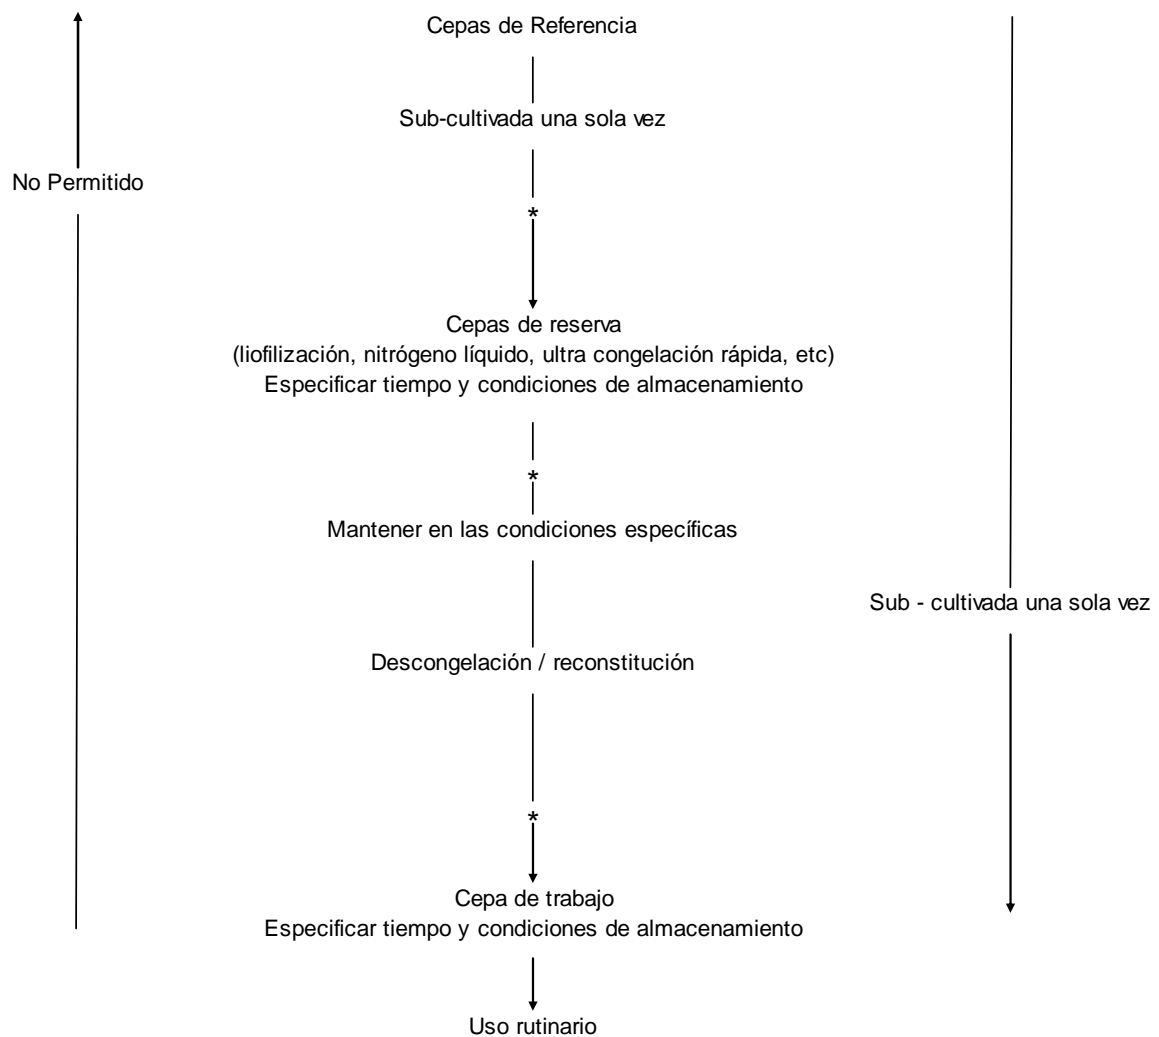 Cepas de Referencia
Sub-cultivada una sola vez
No Permitido
*
Cepas de reserva
(liofilización, nitrógeno líquido, ultra congelación rápida, etc)
Especificar tiempo y condiciones de almacenamiento
*
Mantener en las condiciones específicas
Sub - cultivada una sola vez
Descongelación / reconstitución
*
Cepa de trabajo
Especificar tiempo y condiciones de almacenamiento
Uso rutinario